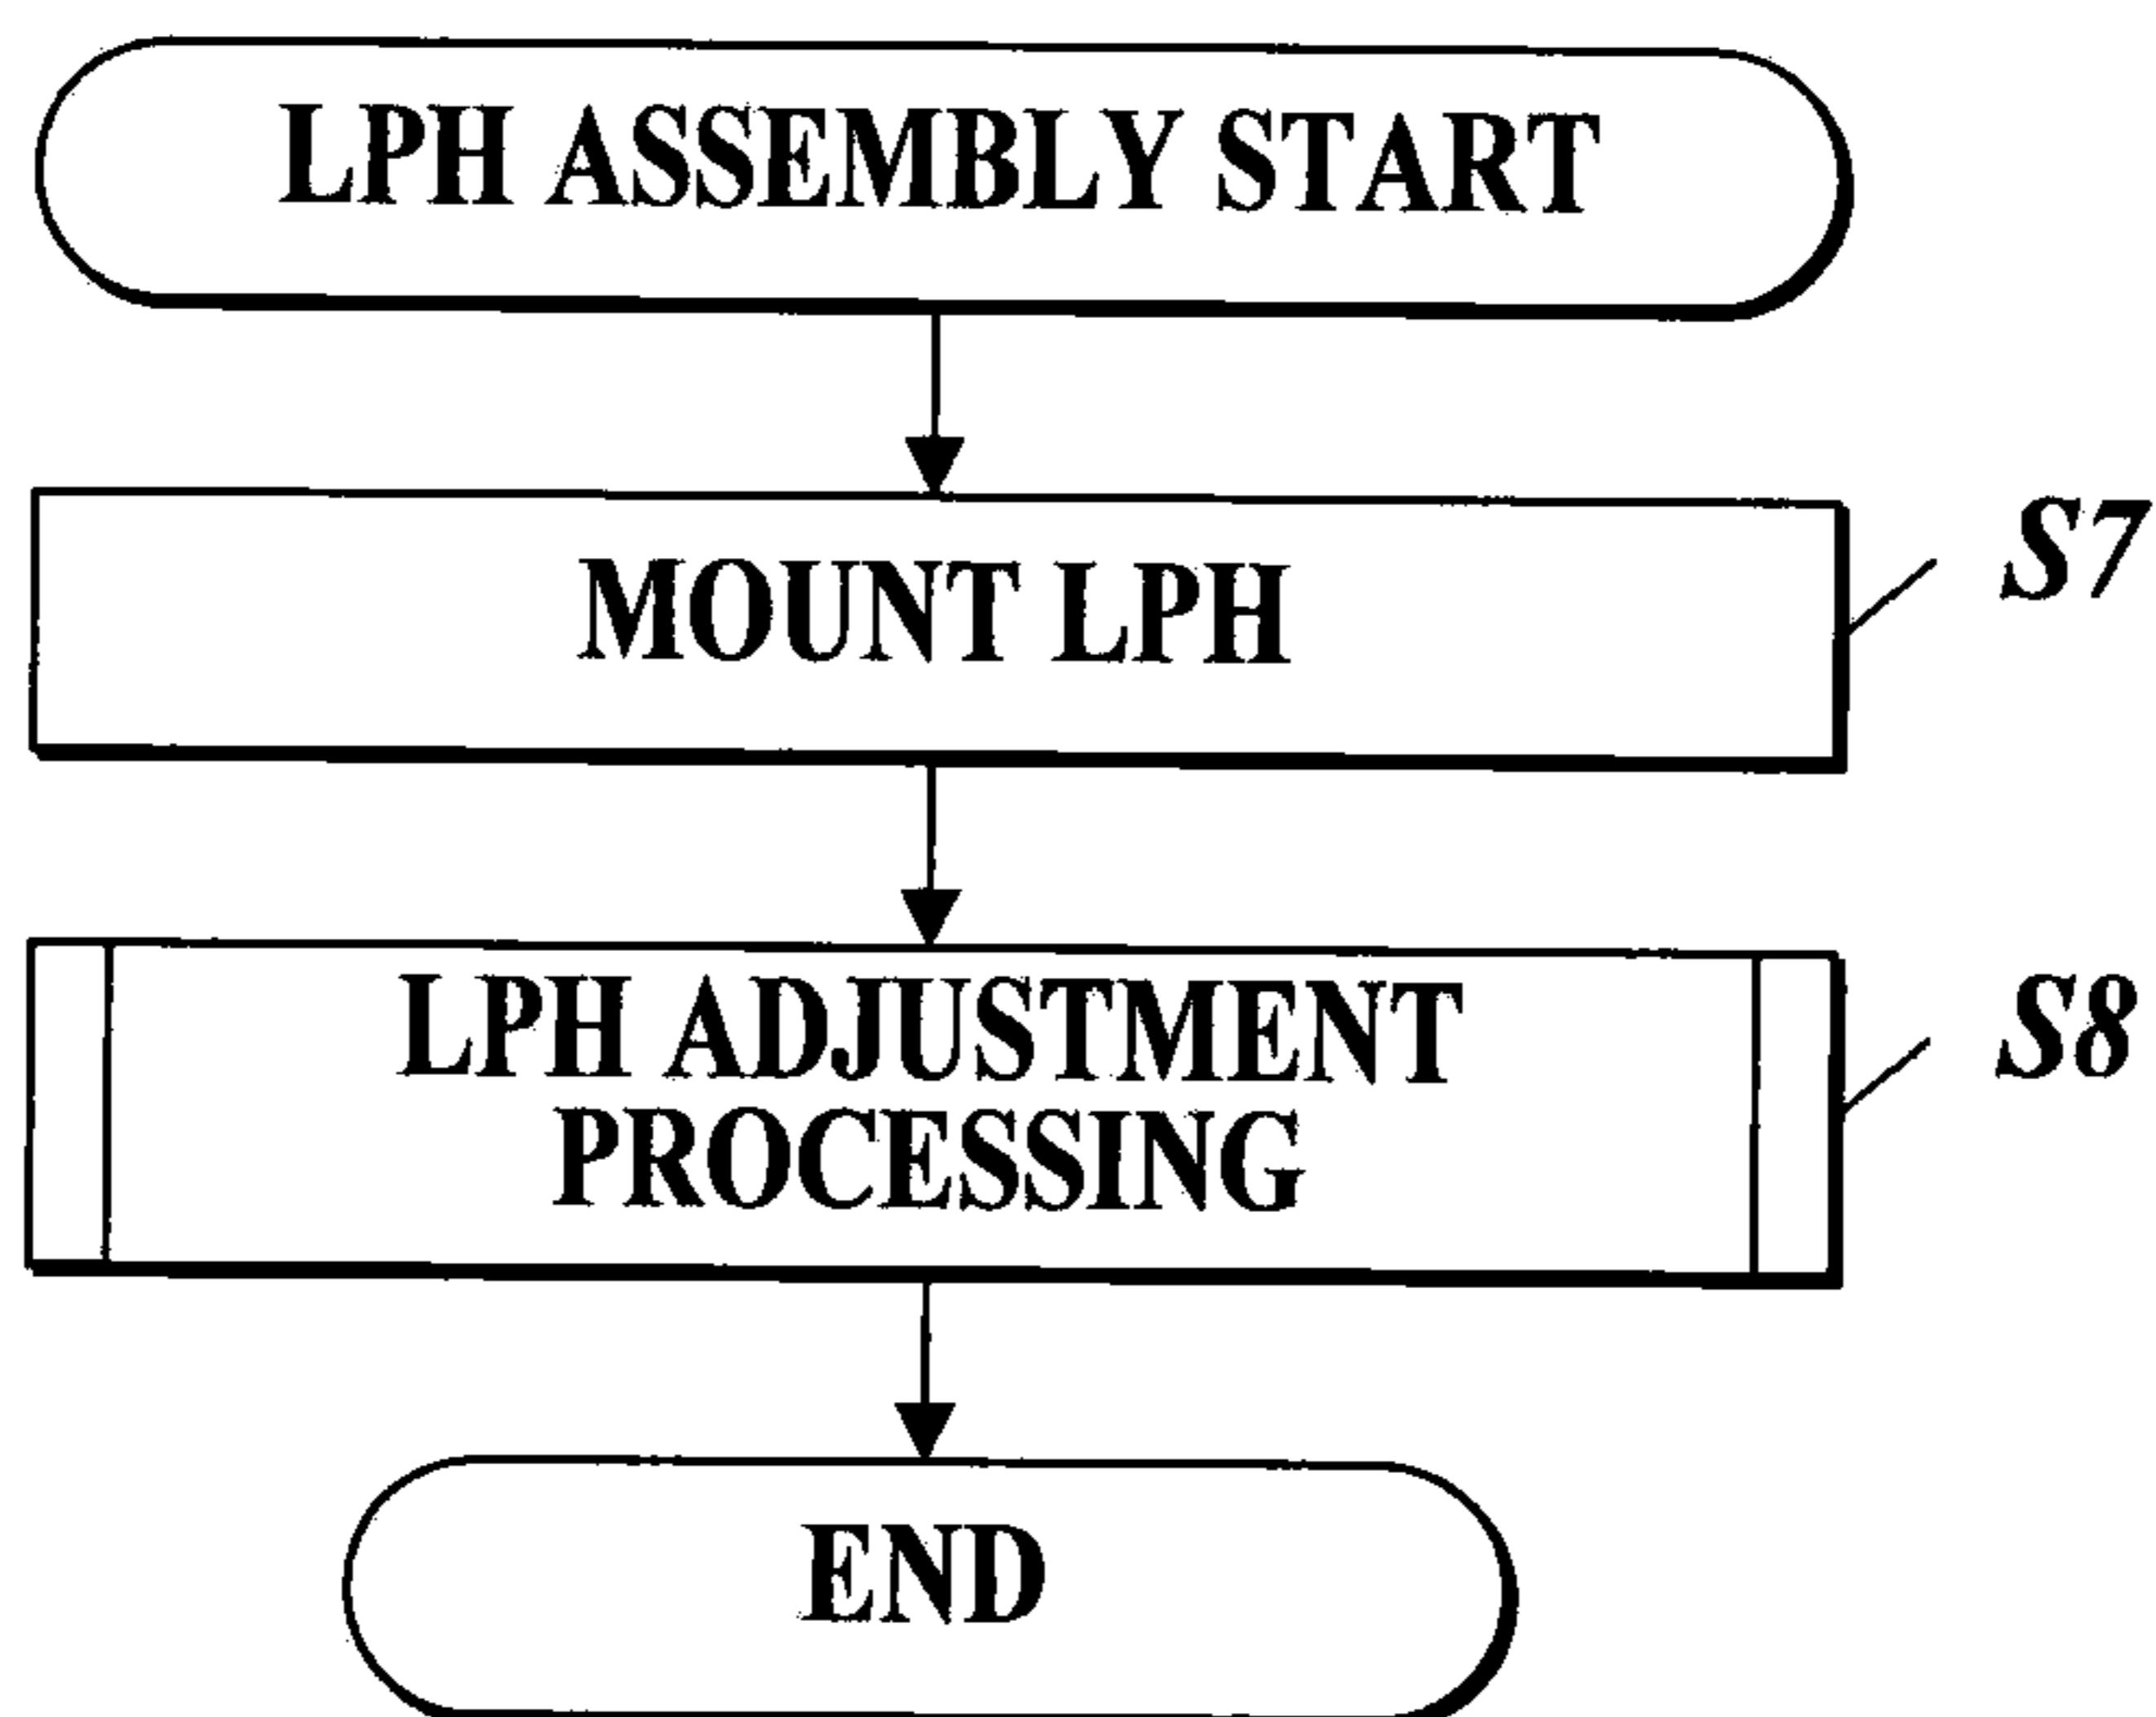 LPH ASSEMBLY START
MOUNT LPH
S7
LPH ADJUSTMENT
PROCESSING
S8
END